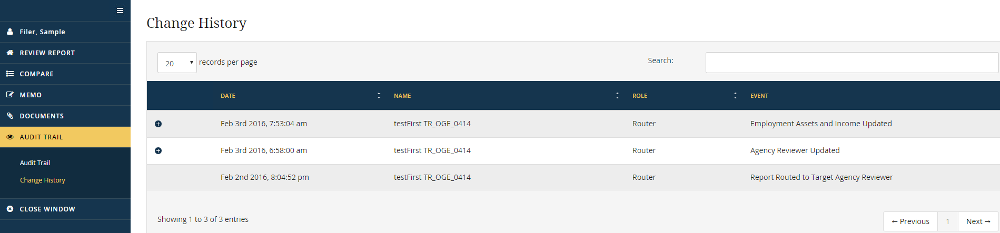 Filer, Sample
REVIEW REPORT
COMPARE
MEMO
DOCUMENTS
AUDIT TRAIL
Audit Trail
Change History
CLOSE WINDOW
Change History
20 records per page
Search:
DATE NAME ROLE EVENT
Feb 3rd 2016, 7:53:04 am testFirst TR_OGE_0414 Router Employment Assets and Income Updated
Feb 3rd 2016, 6:58:00 am testFirst TR_OGE_0414 Router Agency Reviewer Updated
Feb 2nd 2016, 8:04:52 pm testFirst TR_OGE_0414 Router Report Routed to Target Agency Reviewer
Showing 1 to 3 of 3 entries
← Previous 1 Next →